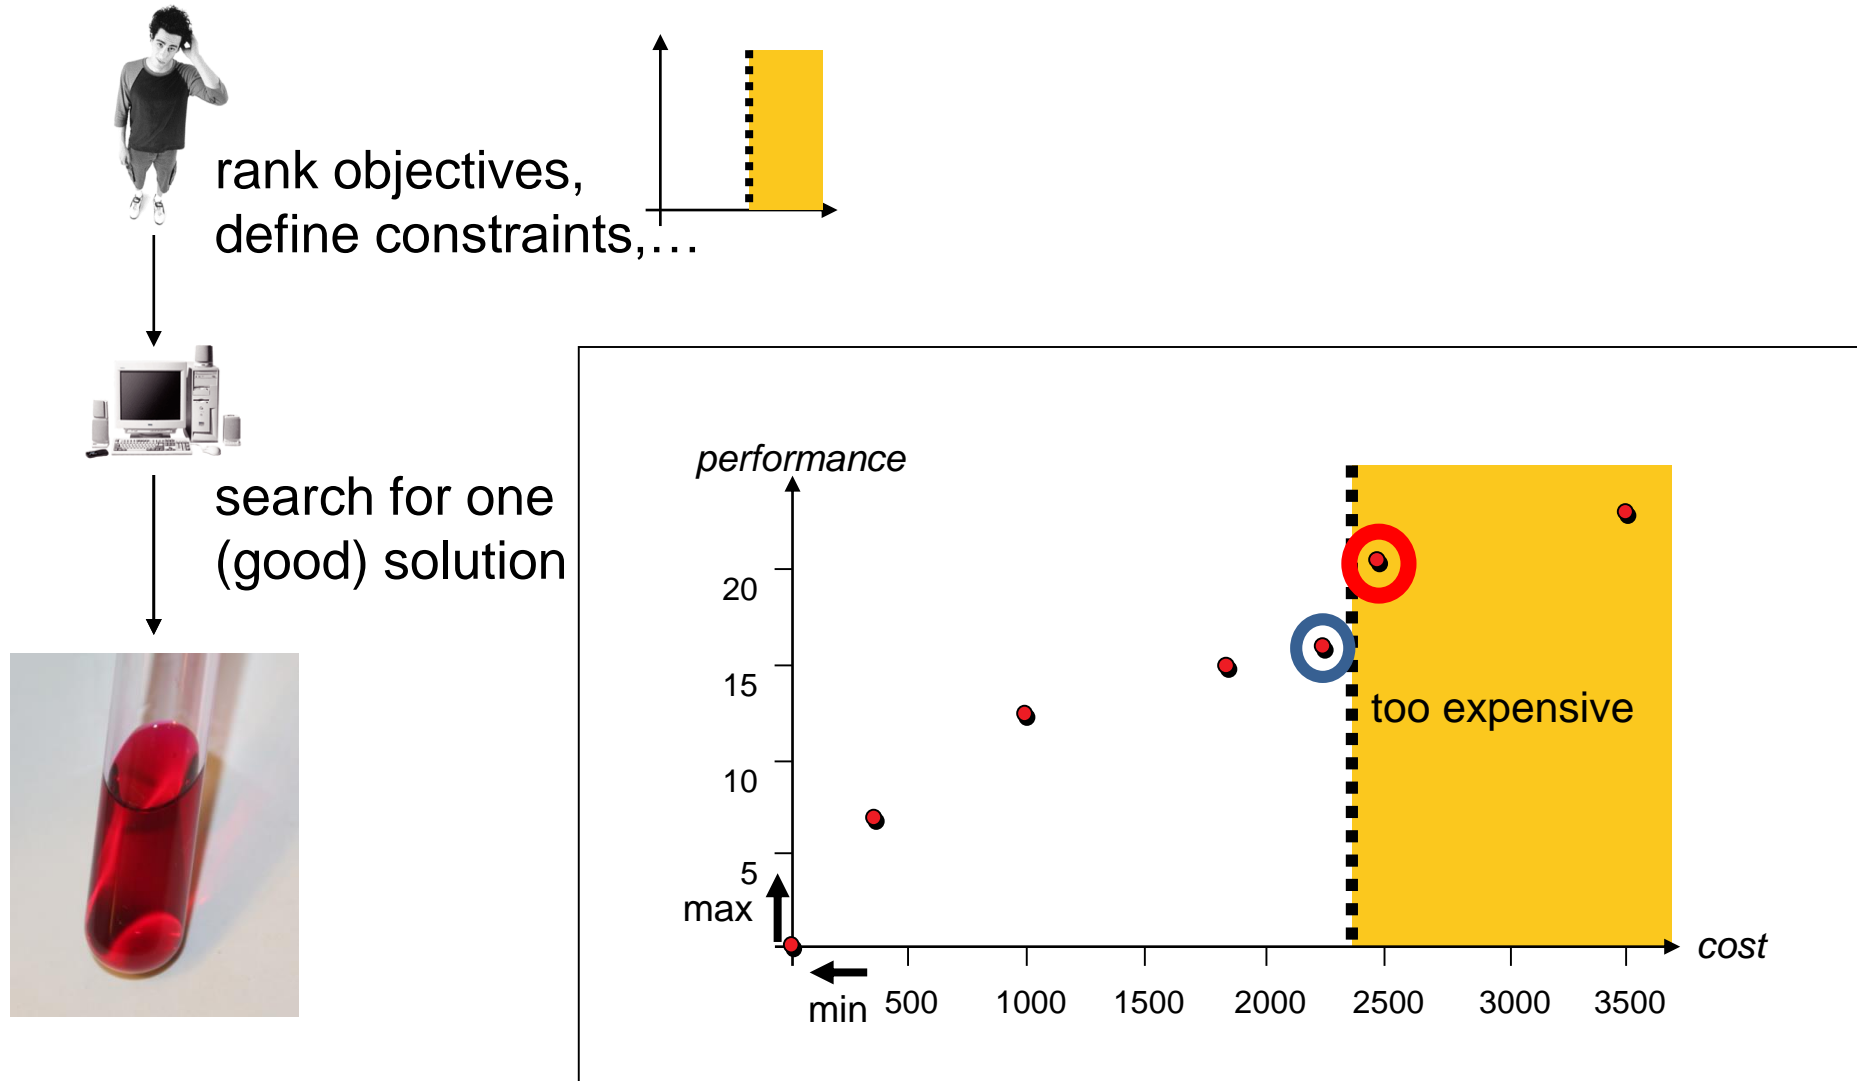 rank objectives,
define constraints,…
search for one
(good) solution
performance
20
15
10
5
max
too expensive
cost
min
500 1000 1500 2000 2500 3000 3500